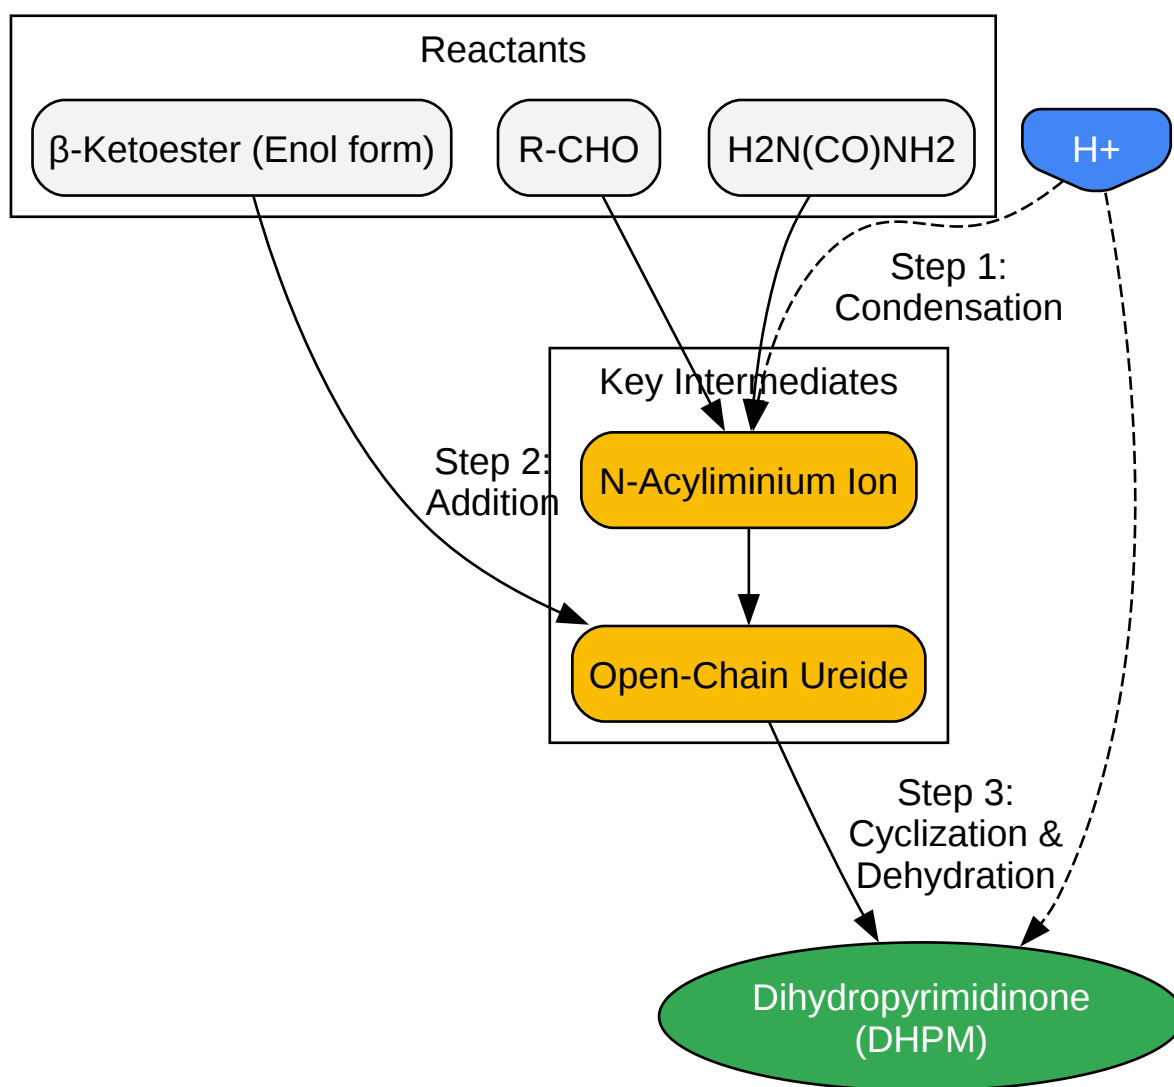 Reactants
β-Ketoester (Enol form)
R-CHO
H2N(CO)NH2
H+
Step 1:
Condensation
Key Intermediates
Step 2:
Addition
N-Acyliminium Ion
Open-Chain Ureide
Step 3:
Cyclization &
Dehydration
Dihydropyrimidinone
(DHPM)